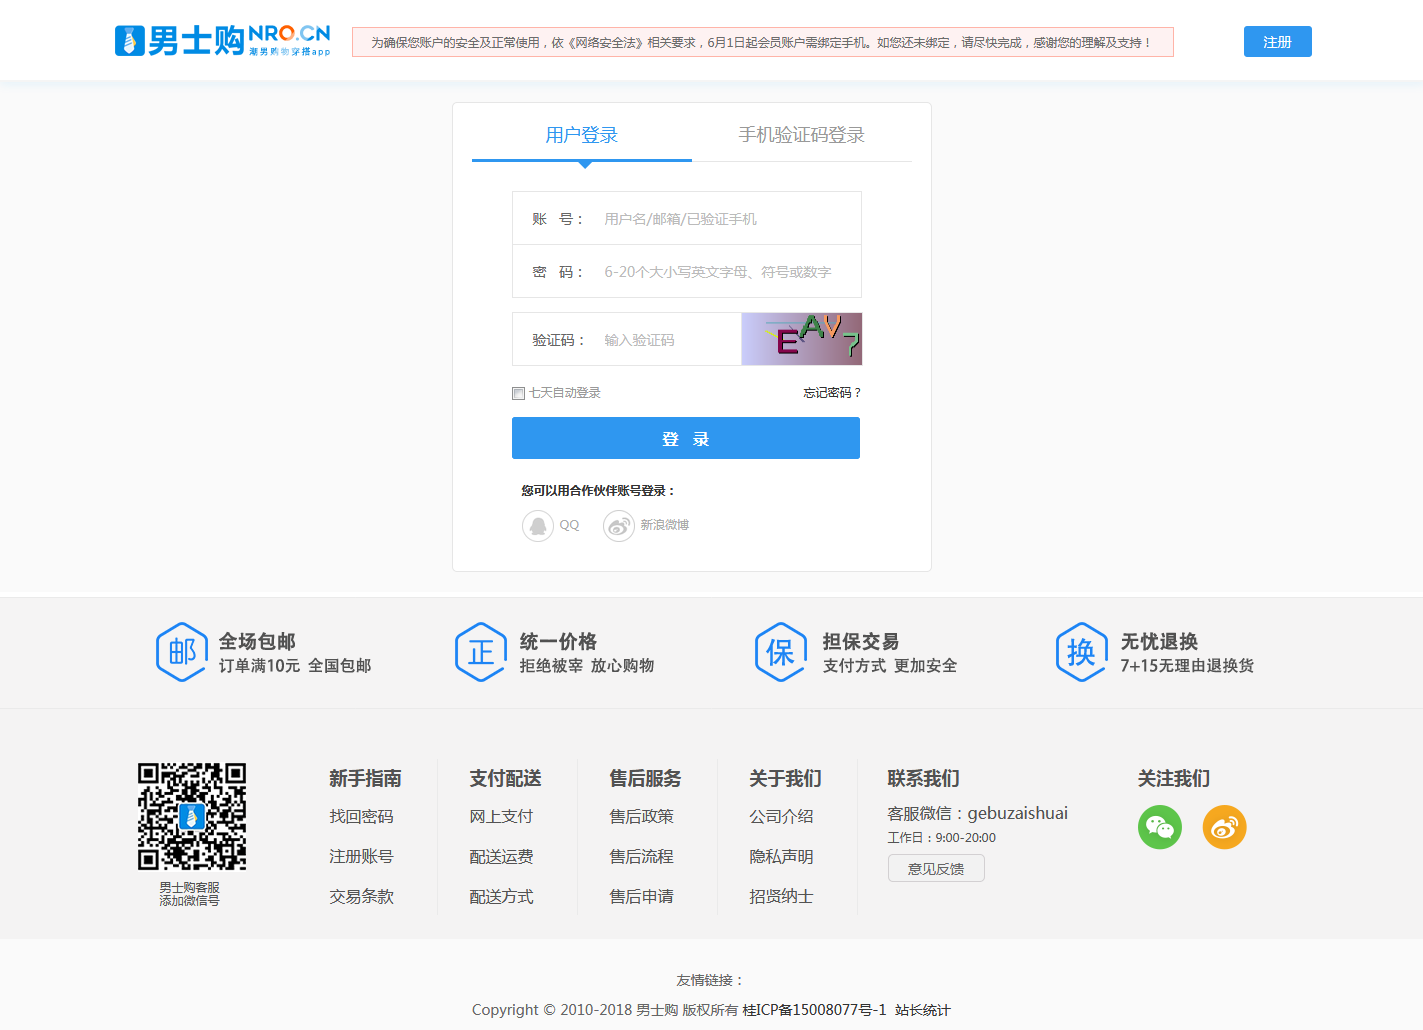 男士购 NRO.CN
潮男购物穿搭app
为确保您账户的安全及正常使用，依《网络安全法》相关要求，6月1日起会员账户需绑定手机。如您还未绑定，请尽快完成，感谢您的理解及支持！
注册
用户登录 手机验证码登录
账 号： 用户名/邮箱/已验证手机
密 码： 6-20个大小写英文字母、符号或数字
验证码： 输入验证码 EAV7
七天自动登录 忘记密码？
登 录
您可以用合作伙伴账号登录：
QQ 新浪微博
邮 全场包邮
订单满10元 全国包邮
正 统一价格
拒绝被宰 放心购物
保 担保交易
支付方式 更加安全
换 无忧退换
7+15无理由退换货
男士购客服
添加微信号
新手指南
找回密码
注册账号
交易条款
支付配送
网上支付
配送运费
配送方式
售后服务
售后政策
售后流程
售后申请
关于我们
公司介绍
隐私声明
招贤纳士
联系我们
客服微信：gebuzaishuai
工作日：9:00-20:00
意见反馈
关注我们
友情链接：
Copyright © 2010-2018 男士购 版权所有 桂ICP备15008077号-1 站长统计